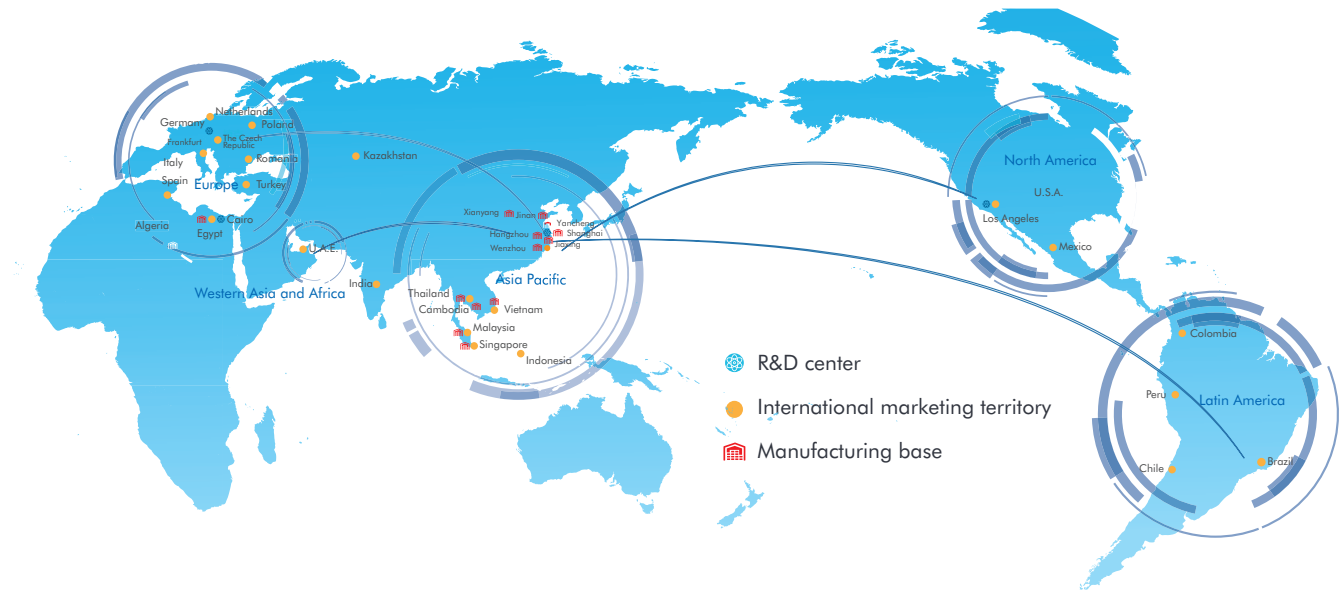 Netherlands
Germany
Poland
Frankfurt
The Czech
Republic
Italy
Romania
Kazakhstan
Spain
Europe
Turkey
Algeria
Cairo
Egypt
U.A.E.
Western Asia and Africa
India
Xianyang
Jinan
Yancheng
Hangzhou
Shanghai
Wenzhou
Jiaxing
Asia Pacific
Thailand
Cambodia
Vietnam
Malaysia
Singapore
Indonesia
North America
U.S.A.
Los Angeles
Mexico
Colombia
Peru
Latin America
Chile
Brazil
R&D center
International marketing territory
Manufacturing base